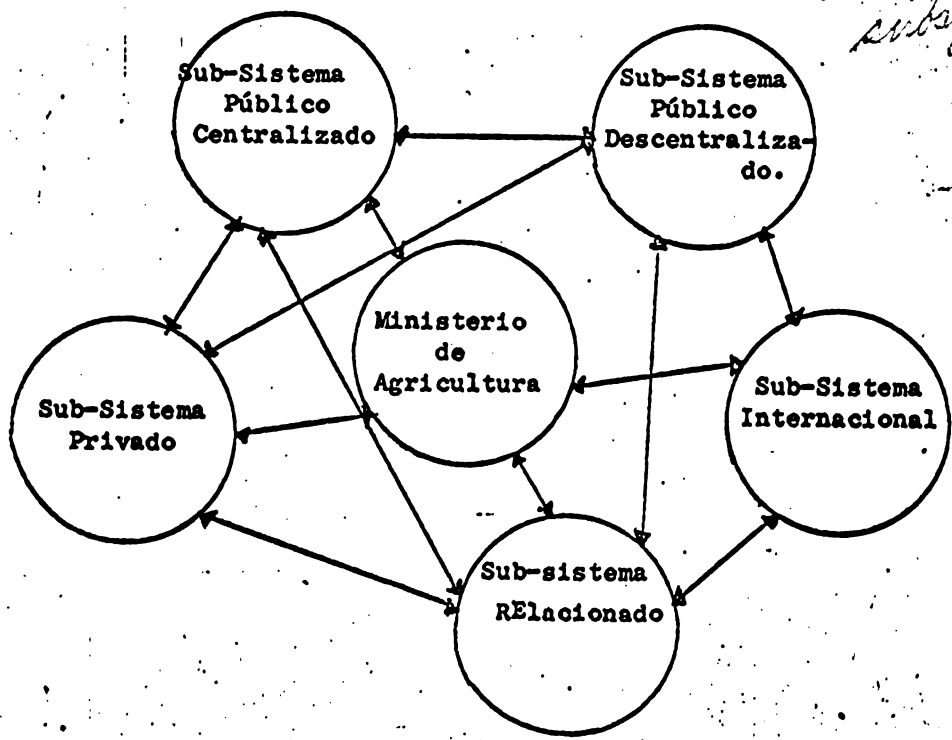 Sub-Sistema
Público
Centralizado
Sub-Sistema
Público
Descentraliza-
do.
Ministerio
de
Agricultura
Sub-Sistema
Privado
Sub-Sistema
Internacional
Sub-sistema
RElacionado